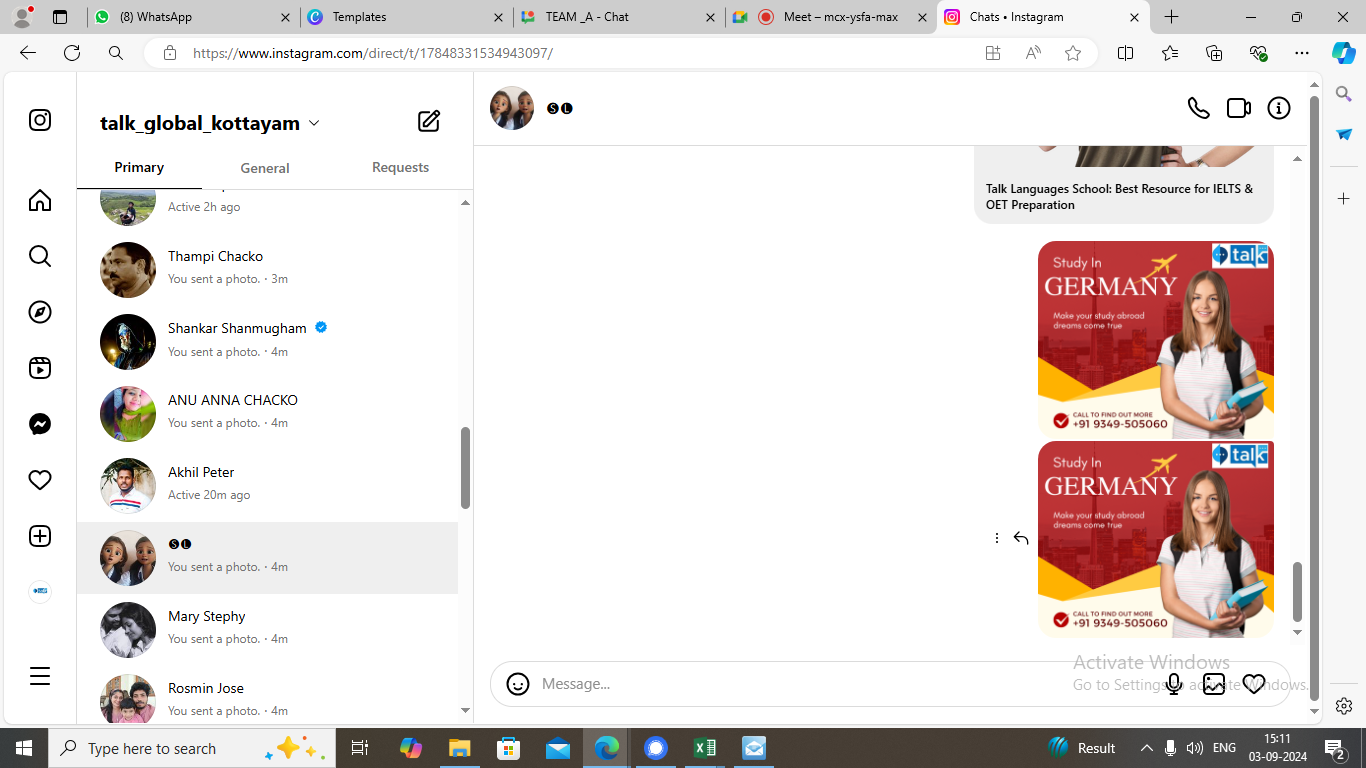 (8) WhatsApp
Templates
TEAM _A - Chat
Meet – mcx-ysfa-max
Chats • Instagram
https://www.instagram.com/direct/t/17848331534943097/
talk_global_kottayam
Primary
General
Requests
Active 2h ago
Thampi Chacko
You sent a photo. · 3m
Shankar Shanmugham
You sent a photo. · 4m
ANU ANNA CHACKO
You sent a photo. · 4m
Akhil Peter
Active 20m ago
🅢🅛
You sent a photo. · 4m
Mary Stephy
You sent a photo. · 4m
Rosmin Jose
You sent a photo. · 4m
🅢🅛
Talk Languages School: Best Resource for IELTS &
OET Preparation
talk
Study In
GERMANY
Make your study abroad
dreams come true
CALL TO FIND OUT MORE
+91 9349-505060
talk
Study In
GERMANY
Make your study abroad
dreams come true
CALL TO FIND OUT MORE
+91 9349-505060
Message...
Activate Windows
Go to Settings to activate Windows.
Type here to search
Result
ENG
15:11
03-09-2024
2